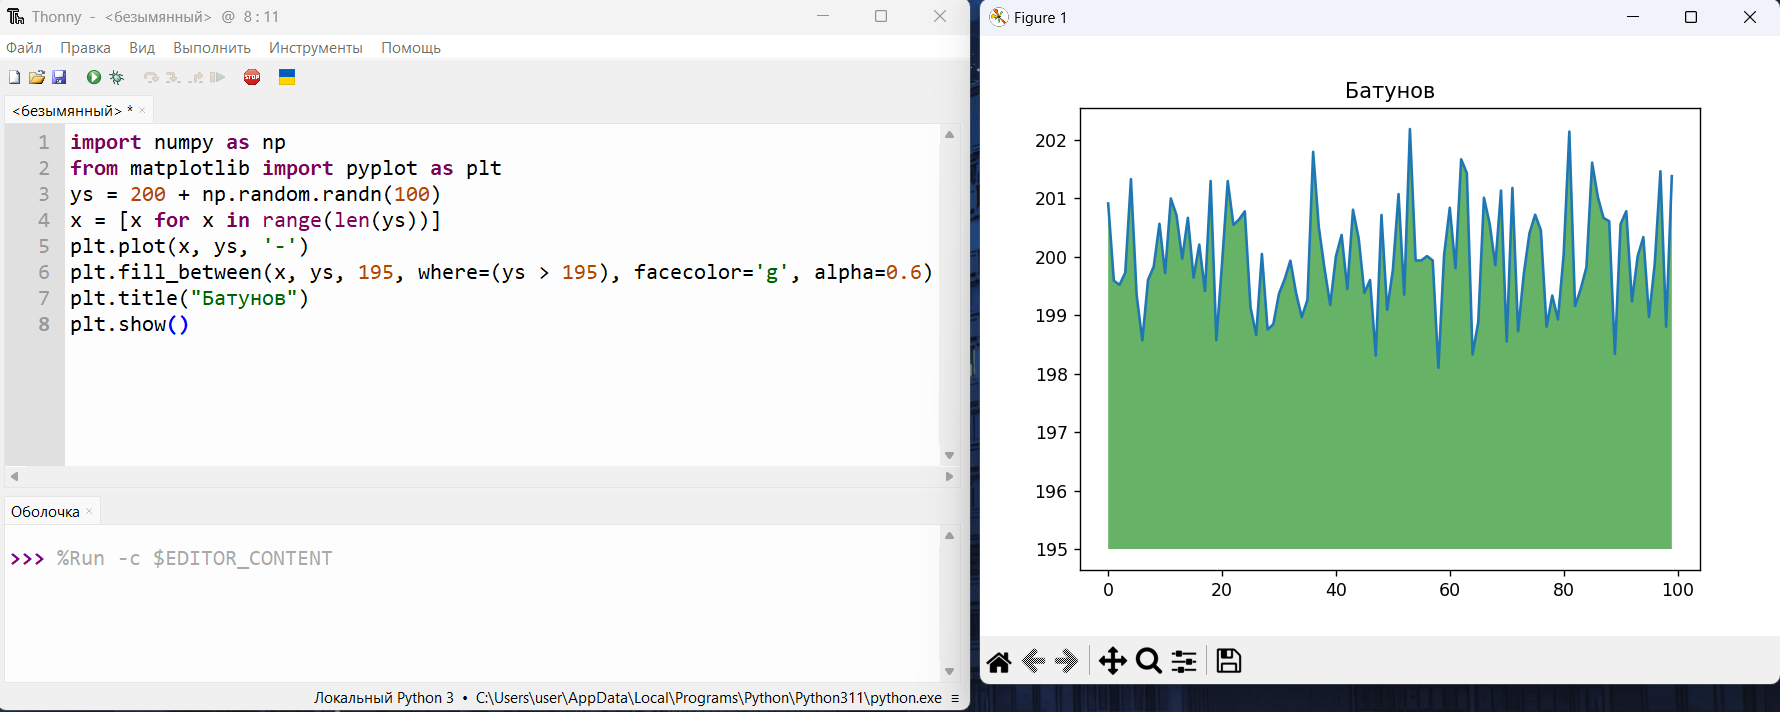 Thonny - <безымянный> @ 8:11
Файл Правка Вид Выполнить Инструменты Помощь
STOP
<безымянный> * ×
1 import numpy as np
2 from matplotlib import pyplot as plt
3 ys = 200 + np.random.randn(100)
4 x = [x for x in range(len(ys))]
5 plt.plot(x, ys, '-')
6 plt.fill_between(x, ys, 195, where=(ys > 195), facecolor='g', alpha=0.6)
7 plt.title("Батунов")
8 plt.show()
Оболочка ×
>>> %Run -c $EDITOR_CONTENT
Локальный Python 3 • C:\Users\user\AppData\Local\Programs\Python\Python311\python.exe ≡
Figure 1
Батунов
202
201
200
199
198
197
196
195
0 20 40 60 80 100